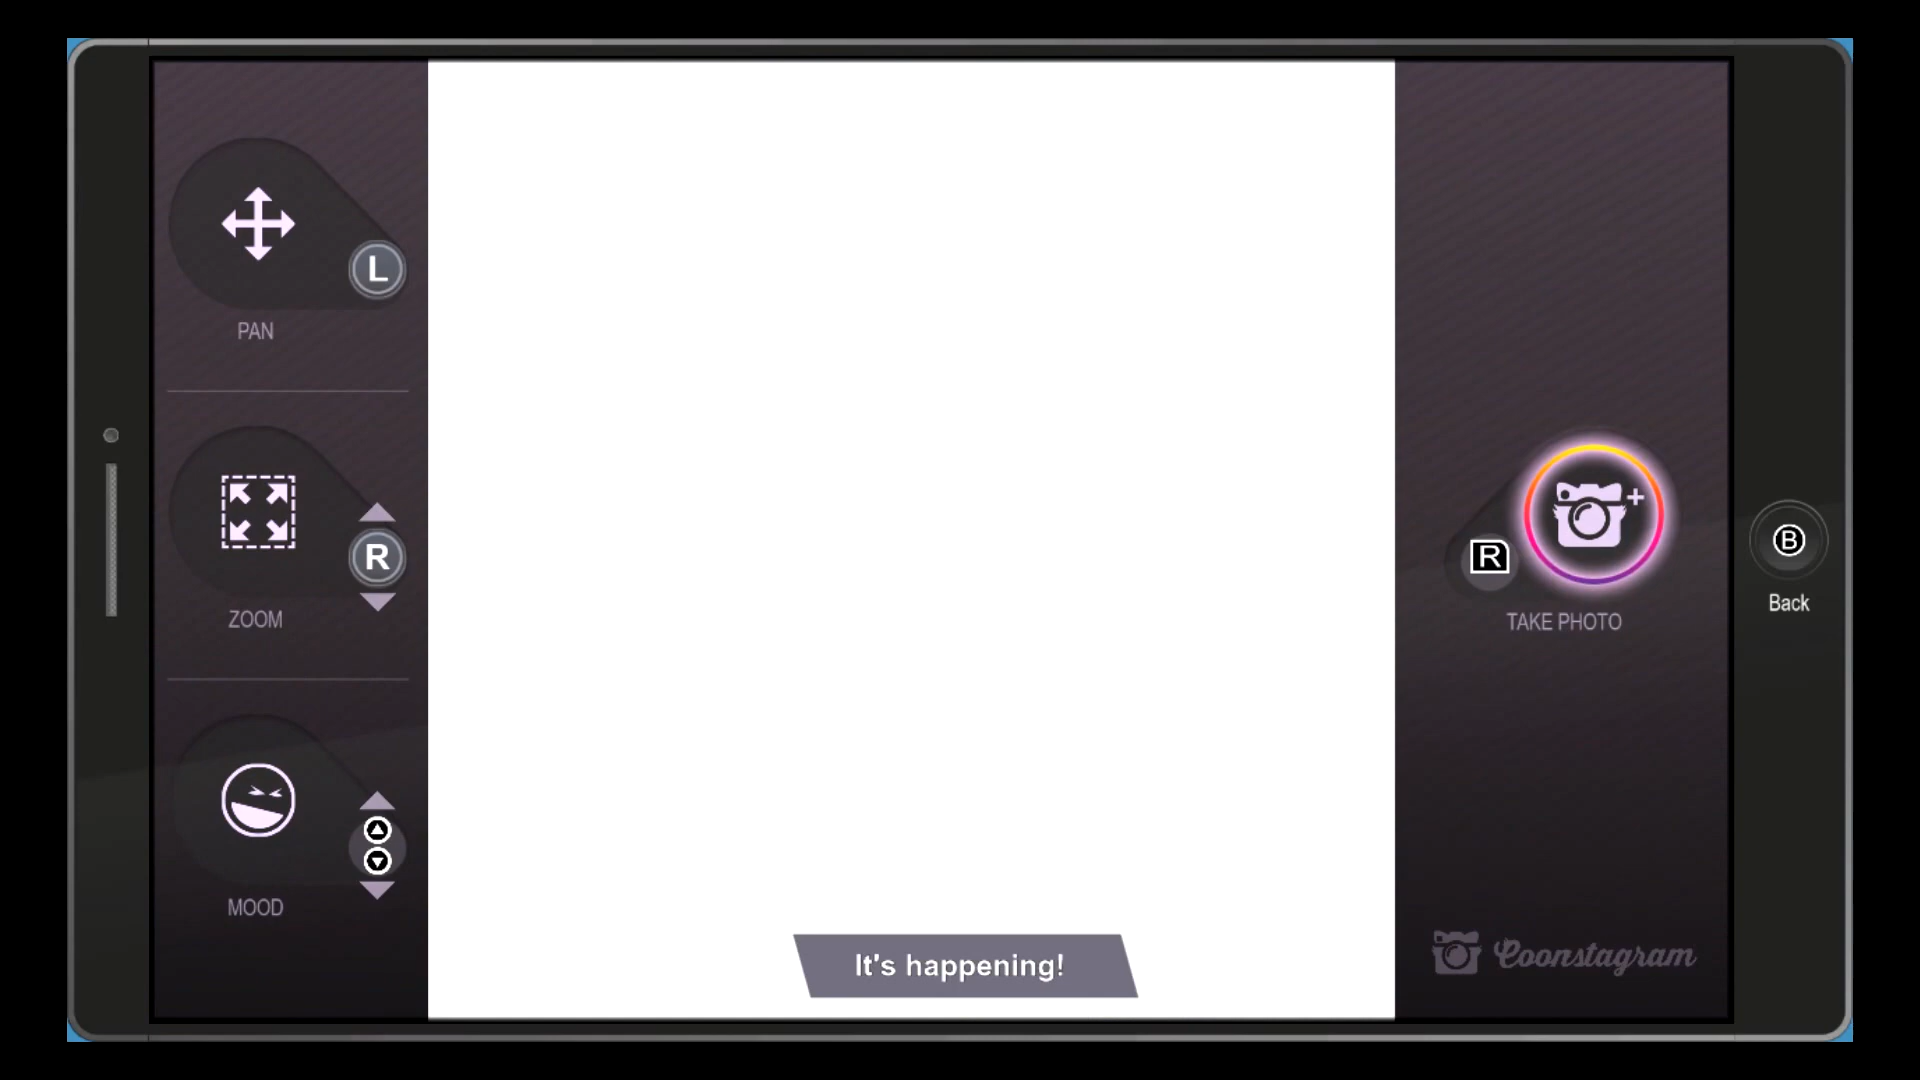 L
PAN
R
ZOOM
MOOD
It's happening!
R
TAKE PHOTO
Coonstagram
B
Back